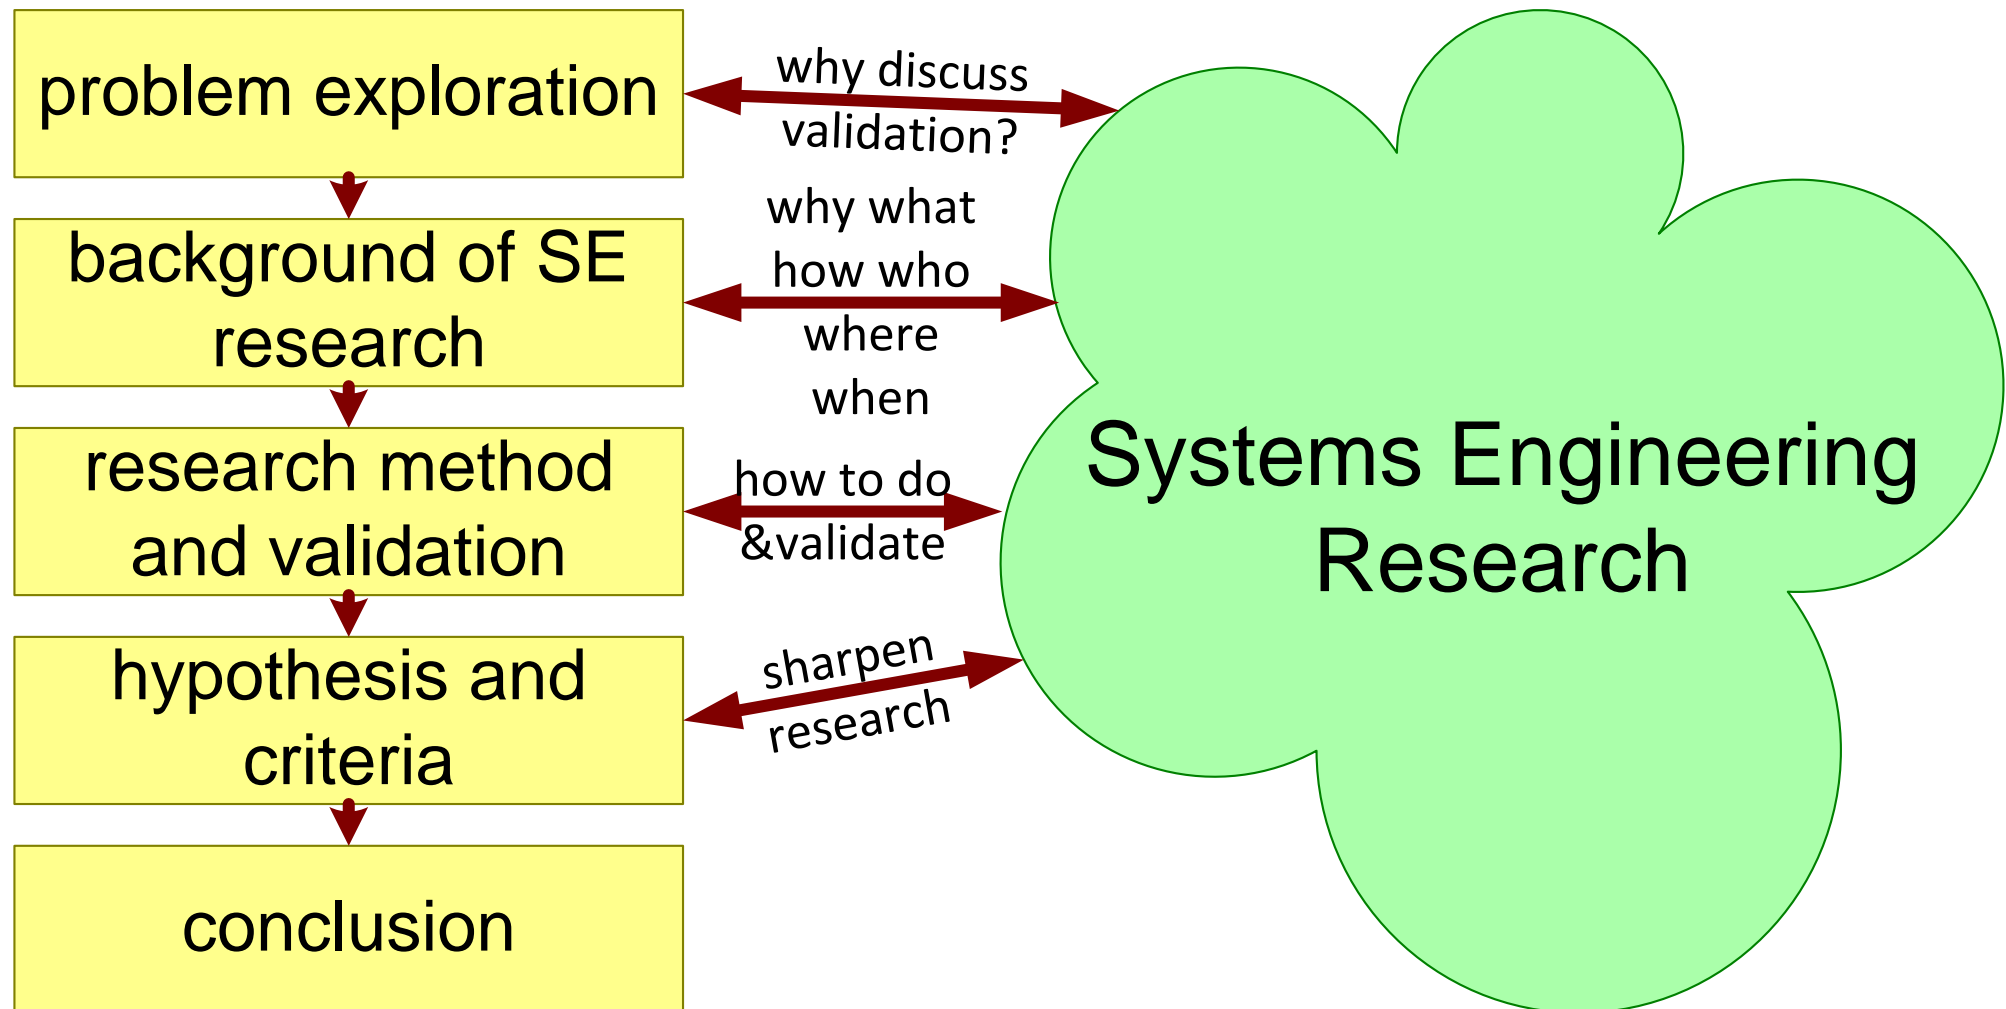 problem exploration
why discuss
validation?
background of SE
research
why what
how who
where
when
research method
and validation
how to do
&validate
hypothesis and
criteria
sharpen
research
conclusion
Systems Engineering
Research